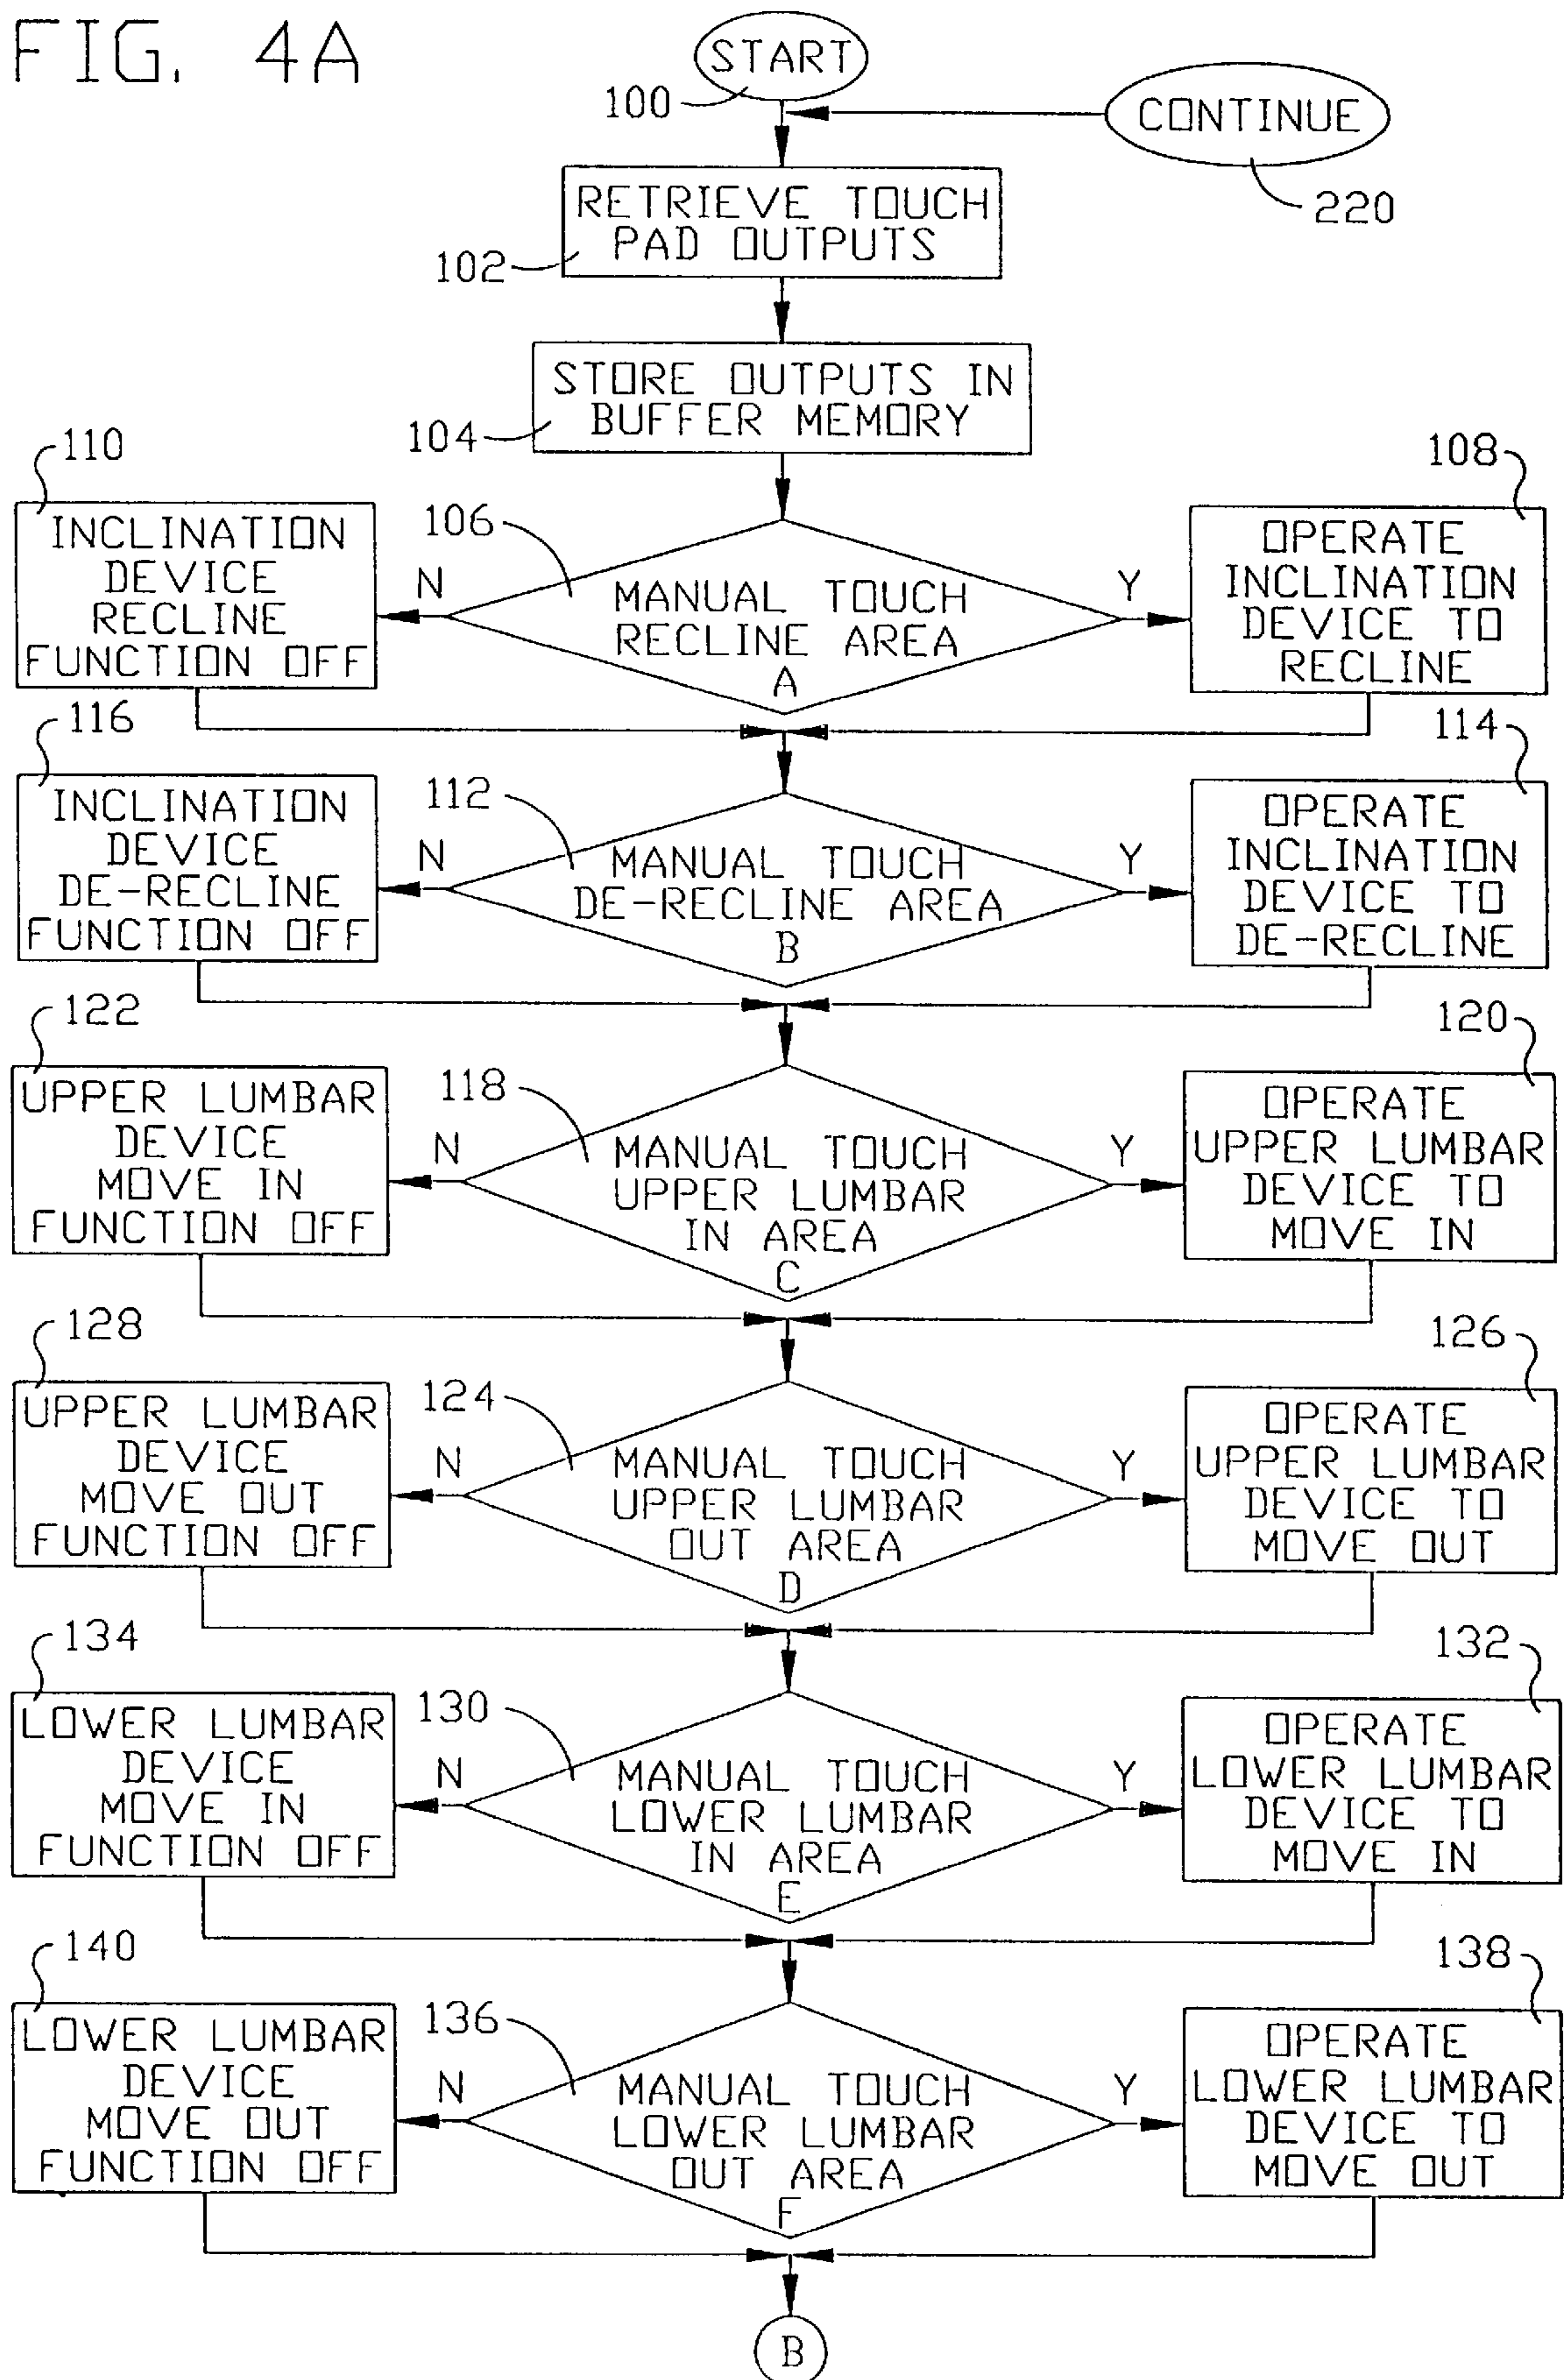 FIG. 4A
START
100
CONTINUE
220
RETRIEVE TOUCH
PAD OUTPUTS
102
STORE OUTPUTS IN
BUFFER MEMORY
104
110
INCLINATION
DEVICE
RECLINE
FUNCTION OFF
N
106
MANUAL TOUCH
RECLINE AREA
A
Y
108
OPERATE
INCLINATION
DEVICE TO
RECLINE
116
INCLINATION
DEVICE
DE-RECLINE
FUNCTION OFF
N
112
MANUAL TOUCH
DE-RECLINE AREA
B
Y
114
OPERATE
INCLINATION
DEVICE TO
DE-RECLINE
122
UPPER LUMBAR
DEVICE
MOVE IN
FUNCTION OFF
N
118
MANUAL TOUCH
UPPER LUMBAR
IN AREA
C
Y
120
OPERATE
UPPER LUMBAR
DEVICE TO
MOVE IN
128
UPPER LUMBAR
DEVICE
MOVE OUT
FUNCTION OFF
N
124
MANUAL TOUCH
UPPER LUMBAR
OUT AREA
D
Y
126
OPERATE
UPPER LUMBAR
DEVICE TO
MOVE OUT
134
LOWER LUMBAR
DEVICE
MOVE IN
FUNCTION OFF
N
130
MANUAL TOUCH
LOWER LUMBAR
IN AREA
E
Y
132
OPERATE
LOWER LUMBAR
DEVICE TO
MOVE IN
140
LOWER LUMBAR
DEVICE
MOVE OUT
FUNCTION OFF
N
136
MANUAL TOUCH
LOWER LUMBAR
OUT AREA
F
Y
138
OPERATE
LOWER LUMBAR
DEVICE TO
MOVE OUT
B